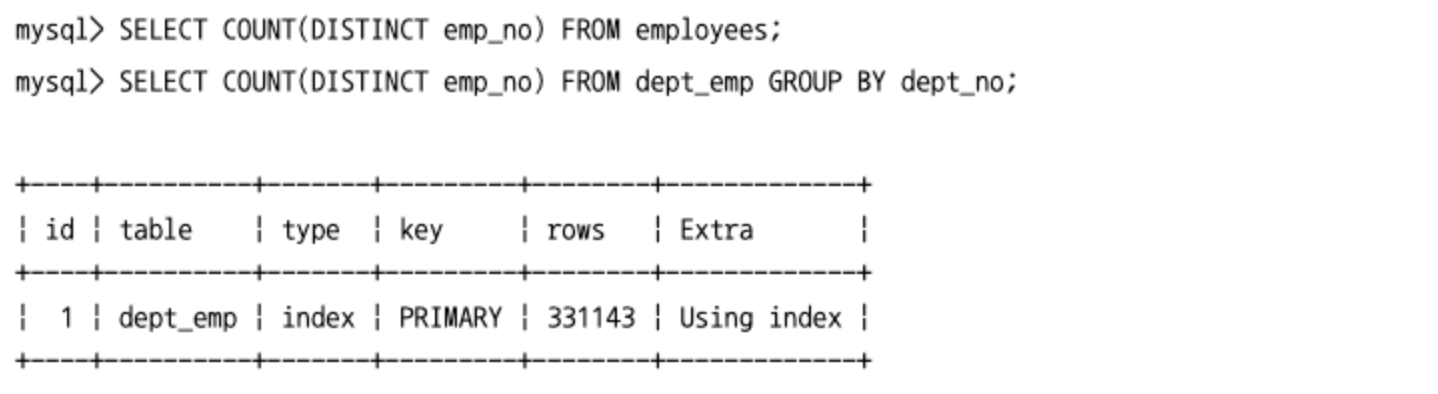 mysql> SELECT COUNT(DISTINCT emp_no) FROM employees;
mysql> SELECT COUNT(DISTINCT emp_no) FROM dept_emp GROUP BY dept_no;
+----+----------+-------+---------+--------+-------------+
| id | table    | type  | key     | rows   | Extra       |
+----+----------+-------+---------+--------+-------------+
|  1 | dept_emp | index | PRIMARY | 331143 | Using index |
+----+----------+-------+---------+--------+-------------+